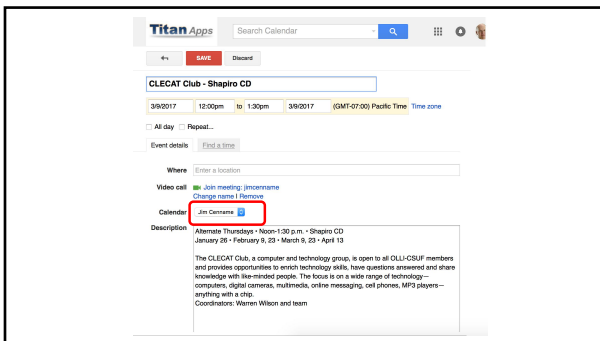 Titan Apps Search Calendar
SAVE Discard
CLECAT Club - Shapiro CD
3/9/2017 12:00pm to 1:30pm 3/9/2017 (GMT-07:00) Pacific Time Time zone
All day Repeat...
Event details Find a time
Where Enter a location
Video call Join meeting: jimcenname
Change name | Remove
Calendar Jim Cenname
Description
Alternate Thursdays • Noon-1:30 p.m. • Shapiro CD
January 26 • February 9, 23 • March 9, 23 • April 13
The CLECAT Club, a computer and technology group, is open to all OLLI-CSUF members
and provides opportunities to enrich technology skills, have questions answered and share
knowledge with like-minded people. The focus is on a wide range of technology—
computers, digital cameras, multimedia, online messaging, cell phones, MP3 players—
anything with a chip.
Coordinators: Warren Wilson and team